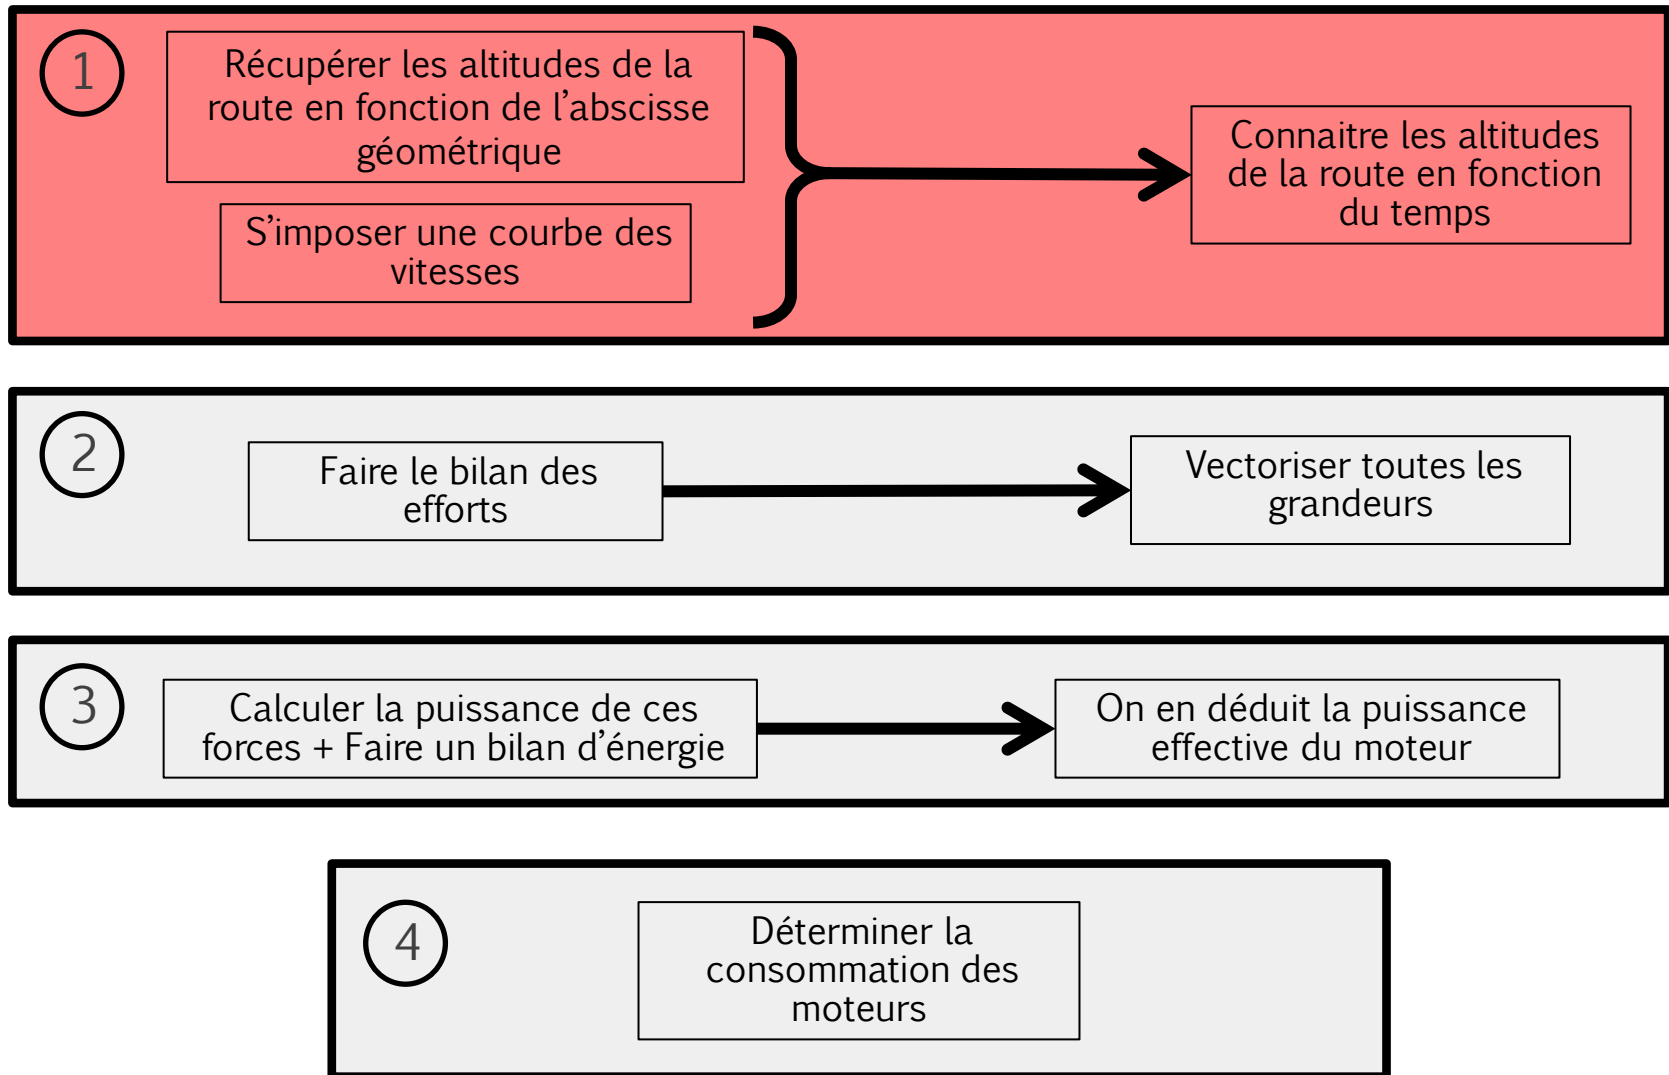 1
Récupérer les altitudes de la
route en fonction de l’abscisse
géométrique
S’imposer une courbe des
vitesses
Connaitre les altitudes
de la route en fonction
du temps
2
Faire le bilan des
efforts
Vectoriser toutes les
grandeurs
3
Calculer la puissance de ces
forces + Faire un bilan d’énergie
On en déduit la puissance
effective du moteur
4
Déterminer la
consommation des
moteurs